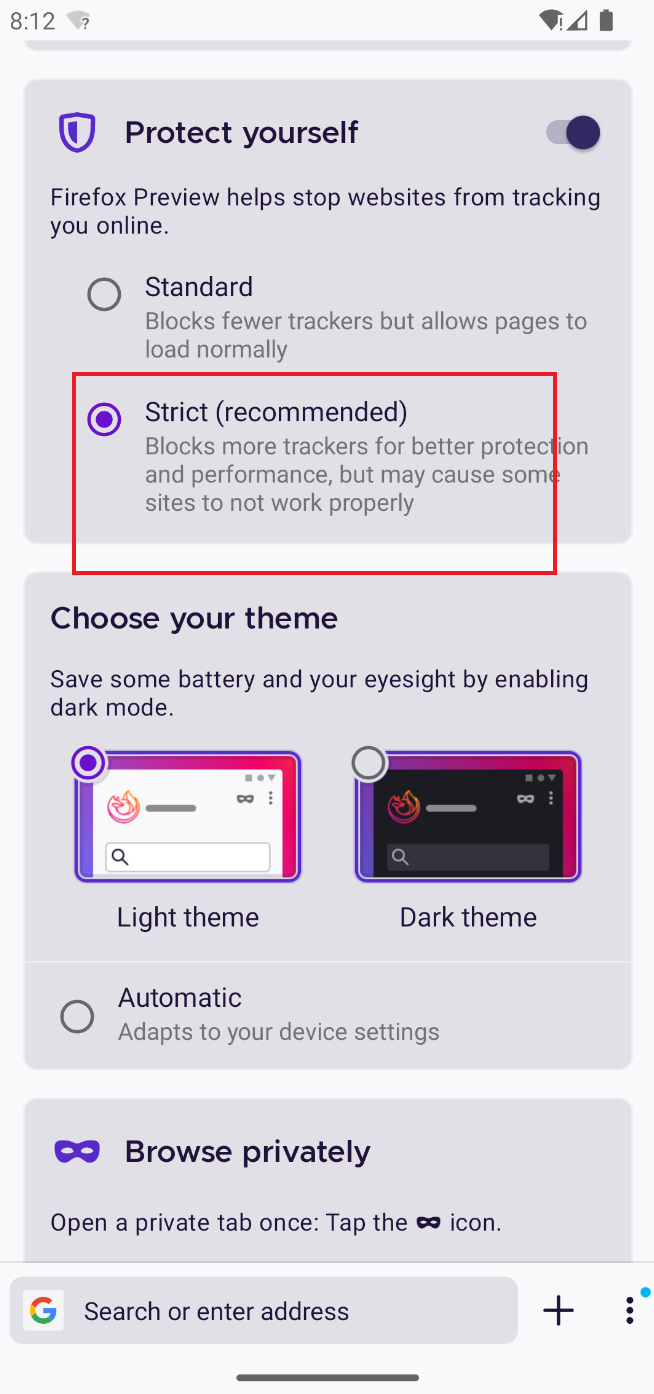 8:12
Protect yourself
Firefox Preview helps stop websites from tracking
you online.
Standard
Blocks fewer trackers but allows pages to
load normally
Strict (recommended)
Blocks more trackers for better protection
and performance, but may cause some
sites to not work properly
Choose your theme
Save some battery and your eyesight by enabling
dark mode.
Light theme
Dark theme
Automatic
Adapts to your device settings
Browse privately
Open a private tab once: Tap the icon.
Search or enter address